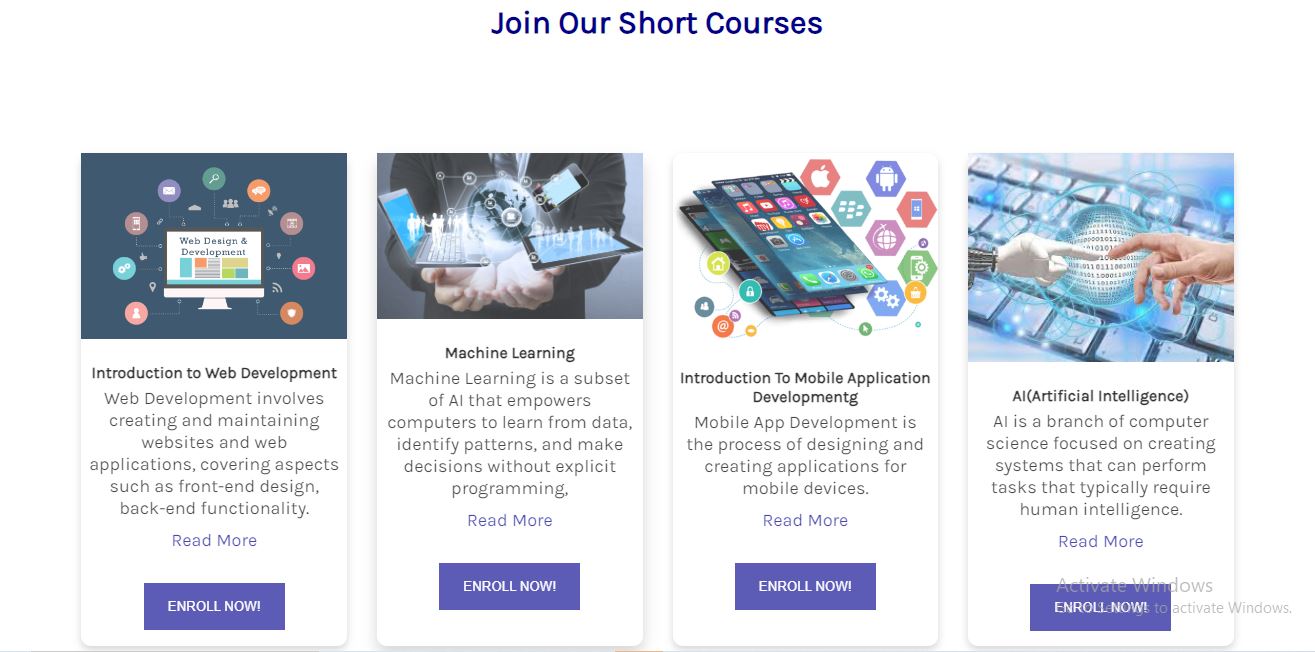 Join Our Short Courses
Web Design &
Development
Introduction to Web Development
Web Development involves
creating and maintaining
websites and web
applications, covering aspects
such as front-end design,
back-end functionality.
Read More
ENROLL NOW!
Machine Learning
Machine Learning is a subset
of AI that empowers
computers to learn from data,
identify patterns, and make
decisions without explicit
programming,
Read More
ENROLL NOW!
Introduction To Mobile Application
Developmentg
Mobile App Development is
the process of designing and
creating applications for
mobile devices.
Read More
ENROLL NOW!
AI(Artificial Intelligence)
AI is a branch of computer
science focused on creating
systems that can perform
tasks that typically require
human intelligence.
Read More
ENROLL NOW!
Activate Windows
Go to Settings to activate Windows.